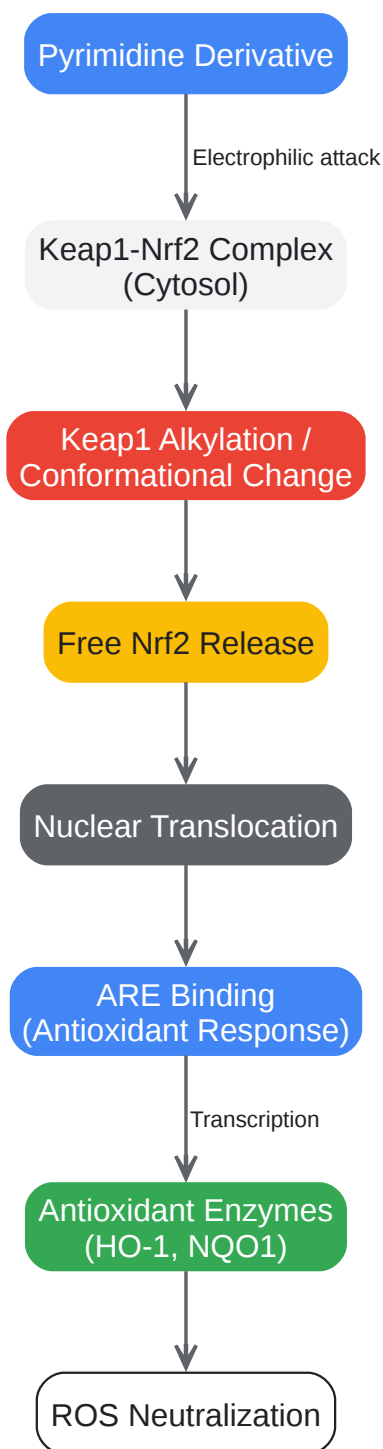 Pyrimidine Derivative
Electrophilic attack
Keap1-Nrf2 Complex
(Cytosol)
Keap1 Alkylation /
Conformational Change
Free Nrf2 Release
Nuclear Translocation
ARE Binding
(Antioxidant Response)
Transcription
Antioxidant Enzymes
(HO-1, NQO1)
ROS Neutralization